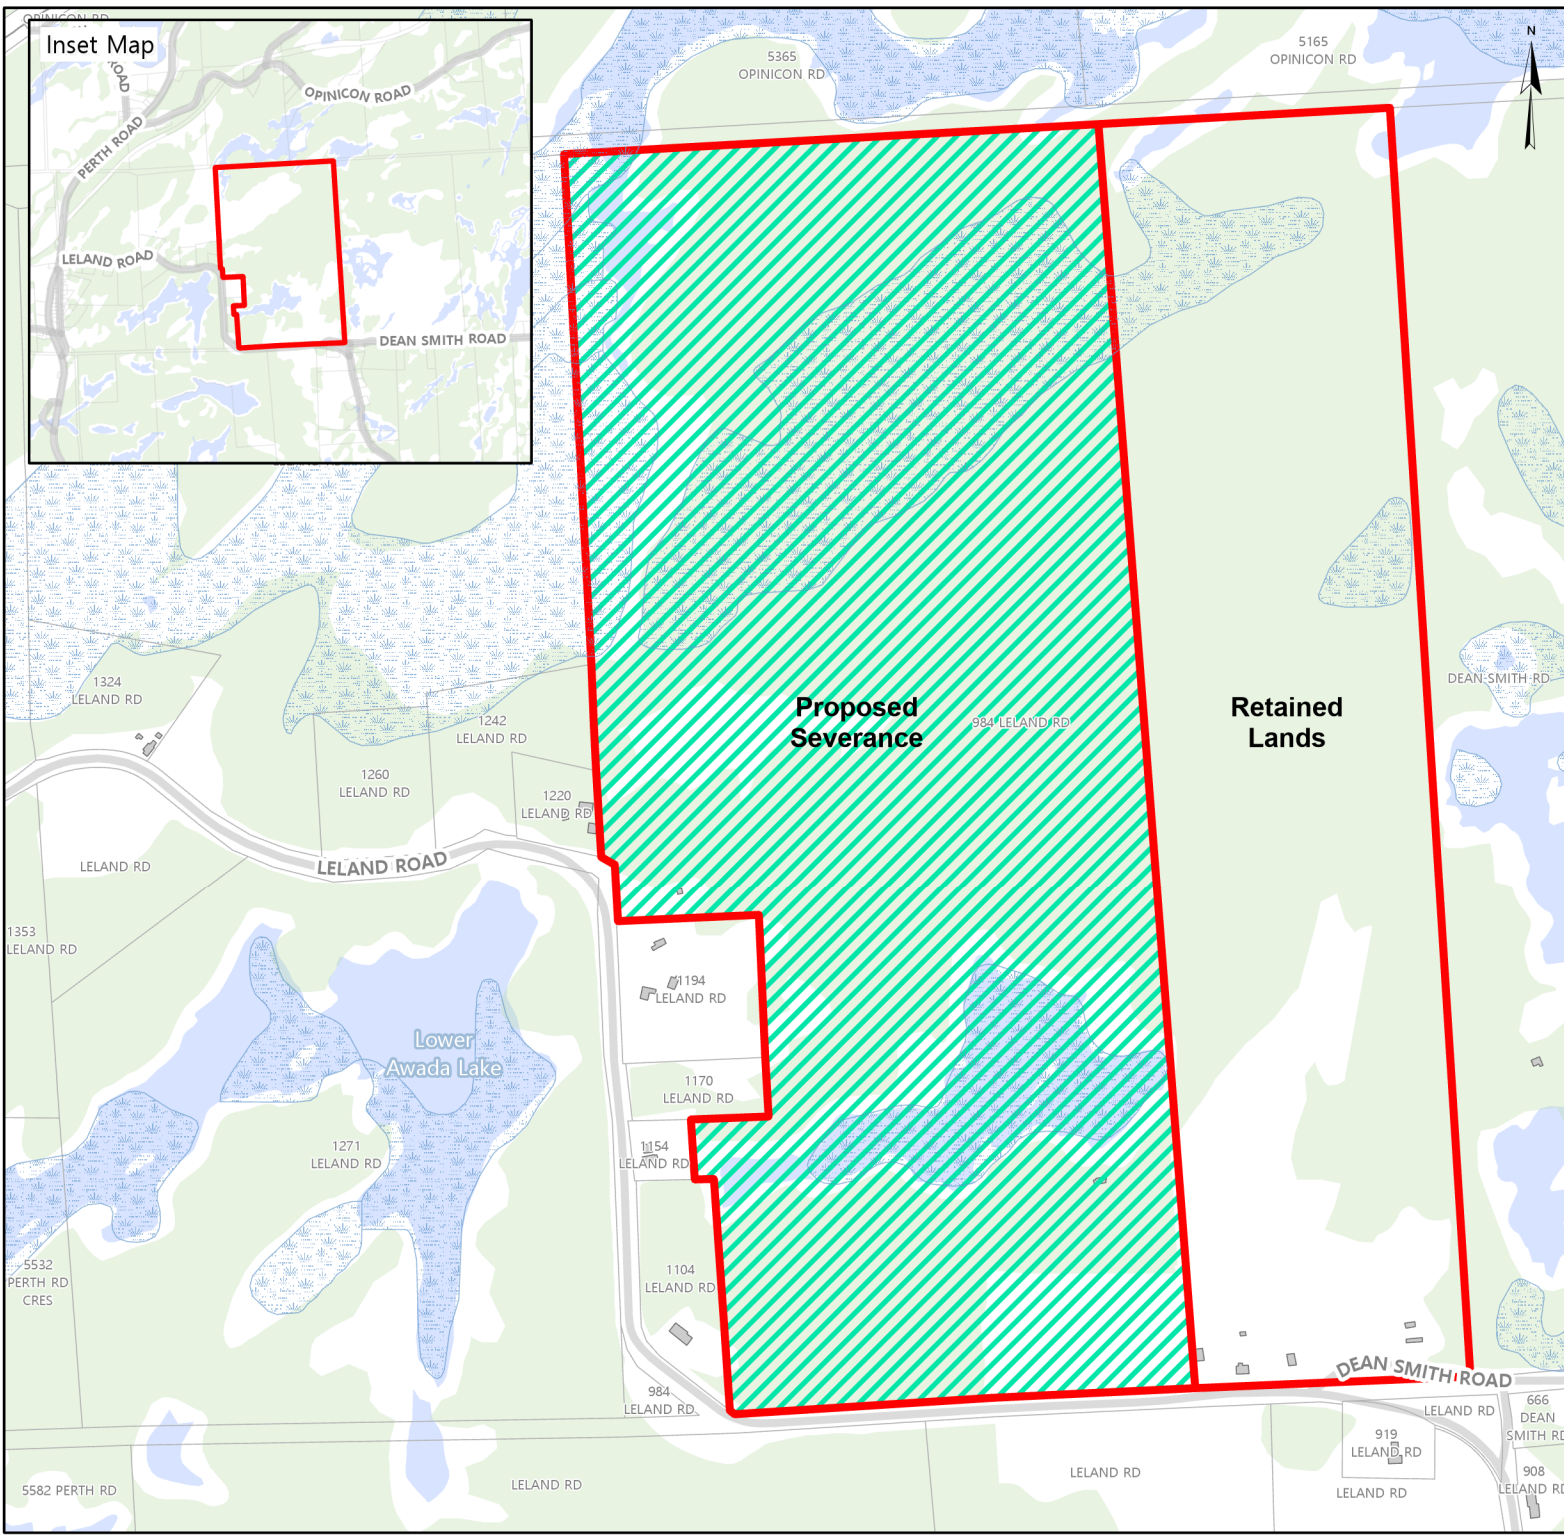 OPINICON RD
Inset Map
ROAD
OPINICON ROAD
PERTH ROAD
LELAND ROAD
DEAN SMITH ROAD
5365
OPINICON RD
5165
OPINICON RD
N
1324
LELAND RD
1242
LELAND RD
1260
LELAND RD
1220
LELAND RD
Proposed
Severance
984 LELAND RD
Retained
Lands
DEAN SMITH RD
LELAND ROAD
LELAND RD
1353
LELAND RD
1194
LELAND RD
Lower
Awada Lake
1170
LELAND RD
1271
LELAND RD
1154
LELAND RD
5532
PERTH RD
CRES
1104
LELAND RD
984
LELAND RD
DEAN SMITH ROAD
LELAND RD
666
DEAN
SMITH RD
919
LELAND RD
LELAND RD
908
LELAND RD
LELAND RD
LELAND RD
5582 PERTH RD